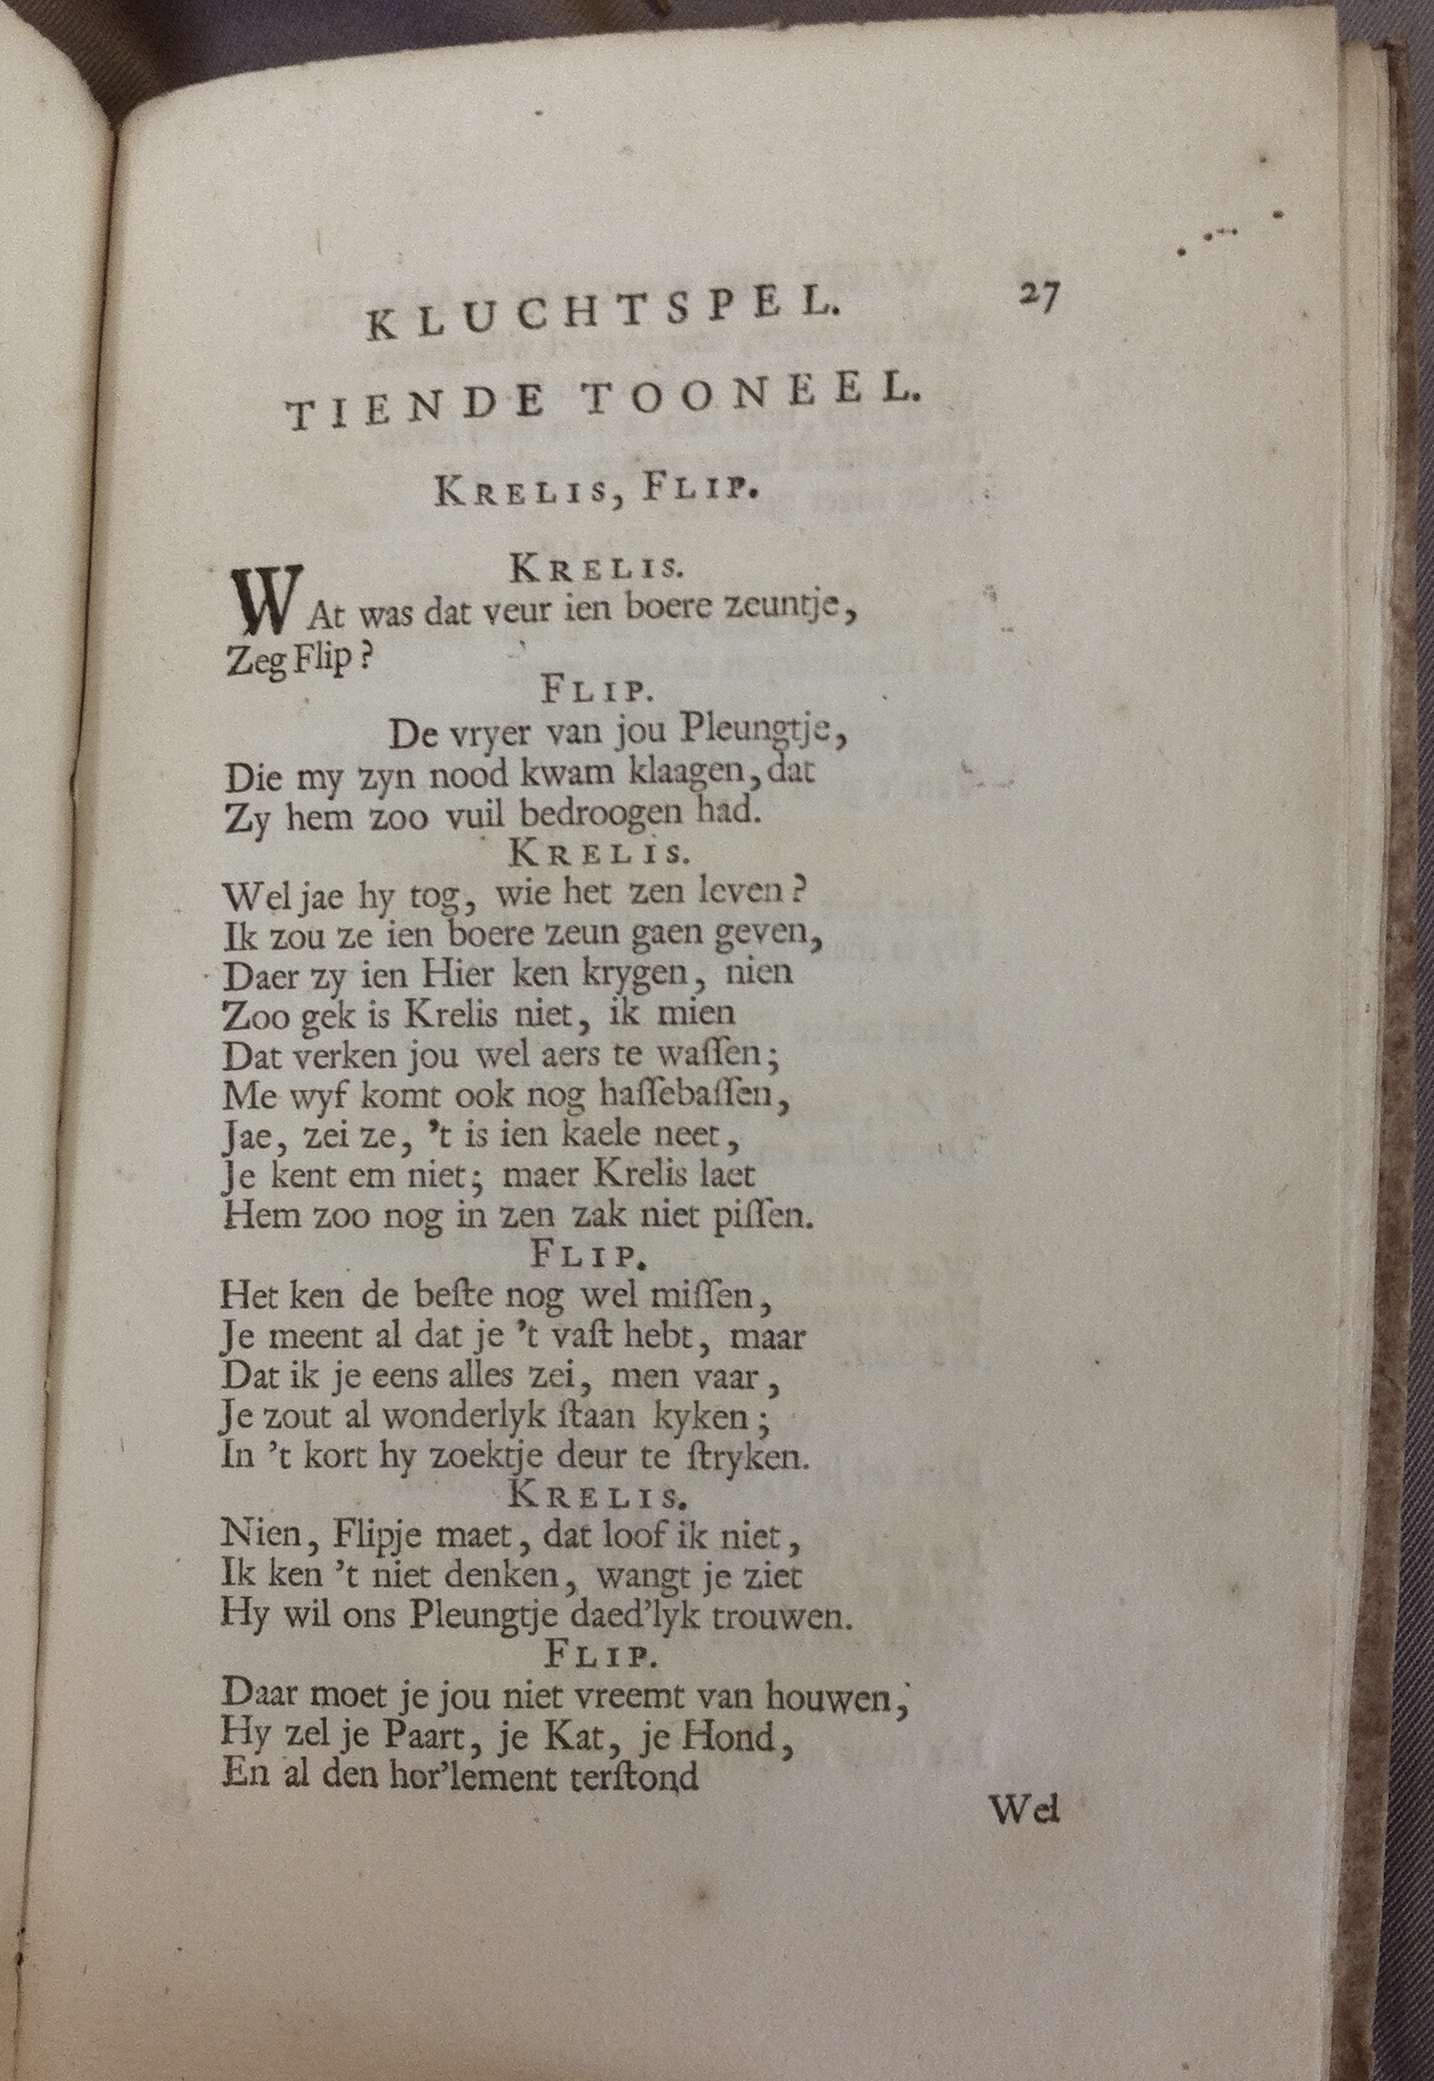 KLUCHTSPEL. 27
TIENDE TOONEEL.
KRELIS, FLIP.
KRELIS.
WAt was dat veur ien boere zeuntje,
Zeg Flip?
FLIP.
De vryer van jou Pleungtje,
Die my zyn nood kwam klaagen, dat
Zy hem zoo vuil bedroogen had.
KRELIS.
Wel jae hy tog, wie het zen leven?
Ik zou ze ien boere zeun gaen geven,
Daer zy ien Hier ken krygen, nien
Zoo gek is Krelis niet, ik mien
Dat verken jou wel aers te waſſen;
Me wyf komt ook nog haſſebaſſen,
Jae, zei ze, 't is ien kaele neet,
Je kent em niet; maer Krelis laet
Hem zoo nog in zen zak niet piſſen.
FLIP.
Het ken de beſte nog wel miſſen,
Je meent al dat je 't vaſt hebt, maar
Dat ik je eens alles zei, men vaar,
Je zout al wonderlyk ſtaan kyken;
In 't kort hy zoektje deur te ſtryken.
KRELIS.
Nien, Flipje maet, dat loof ik niet,
Ik ken 't niet denken, wangt je ziet
Hy wil ons Pleungtje daed'lyk trouwen.
FLIP.
Daar moet je jou niet vreemt van houwen,
Hy zel je Paart, je Kat, je Hond,
En al den hor'lement terſtond
Wel